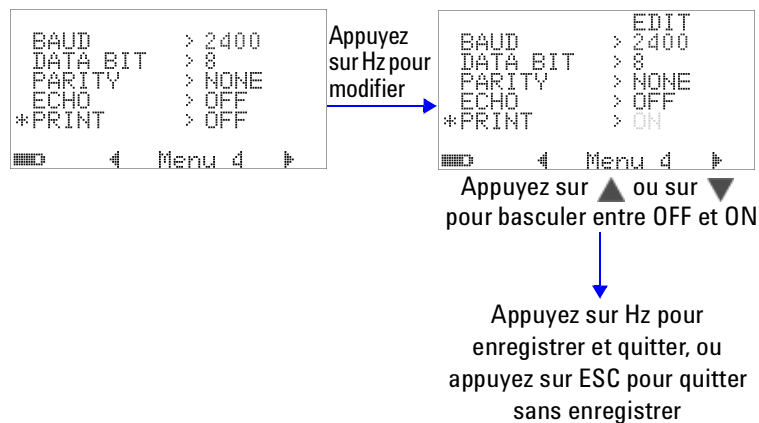 BAUD > 2400
DATA BIT > 8
PARITY > NONE
ECHO > OFF
*PRINT > OFF
Menu 4
Appuyez
sur Hz pour
modifier
EDIT
BAUD > 2400
DATA BIT > 8
PARITY > NONE
ECHO > OFF
*PRINT > ON
Menu 4
Appuyez sur ▲ ou sur ▼
pour basculer entre OFF et ON
Appuyez sur Hz pour
enregistrer et quitter, ou
appuyez sur ESC pour quitter
sans enregistrer